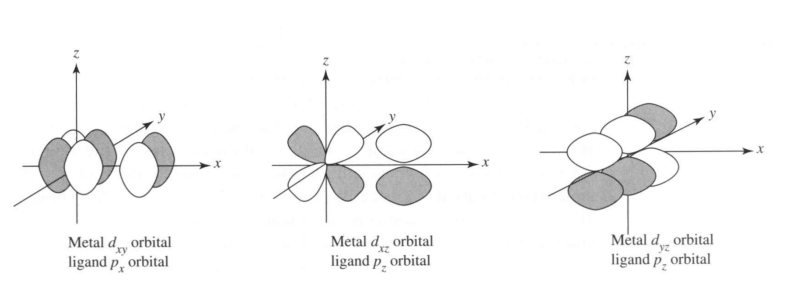 z
y
x
Metal d_xy orbital
ligand p_x orbital
z
y
x
Metal d_xz orbital
ligand p_z orbital
z
y
x
Metal d_yz orbital
ligand p_z orbital